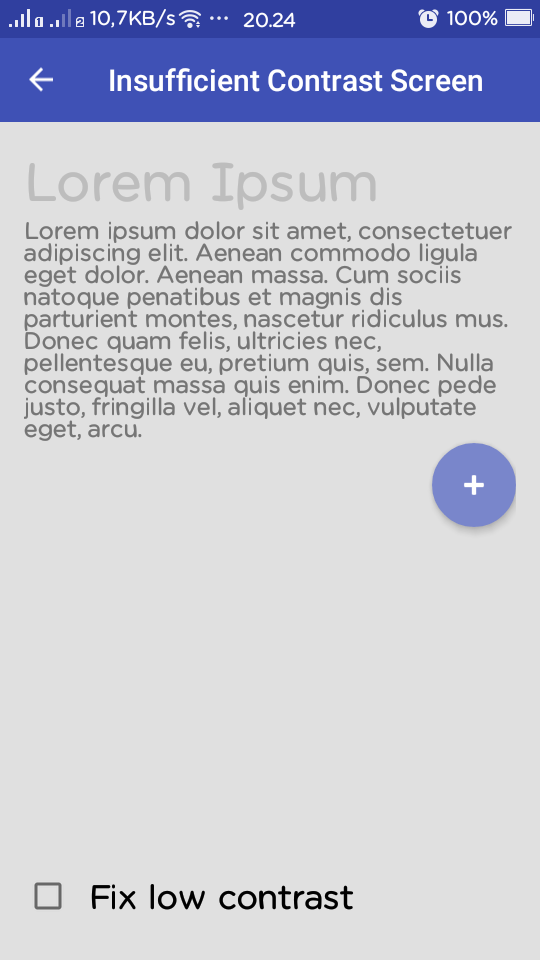 1 2 10,7KB/s ... 20.24 100%
Insufficient Contrast Screen
Lorem Ipsum
Lorem ipsum dolor sit amet, consectetuer
adipiscing elit. Aenean commodo ligula
eget dolor. Aenean massa. Cum sociis
natoque penatibus et magnis dis
parturient montes, nascetur ridiculus mus.
Donec quam felis, ultricies nec,
pellentesque eu, pretium quis, sem. Nulla
consequat massa quis enim. Donec pede
justo, fringilla vel, aliquet nec, vulputate
eget, arcu.
+
Fix low contrast